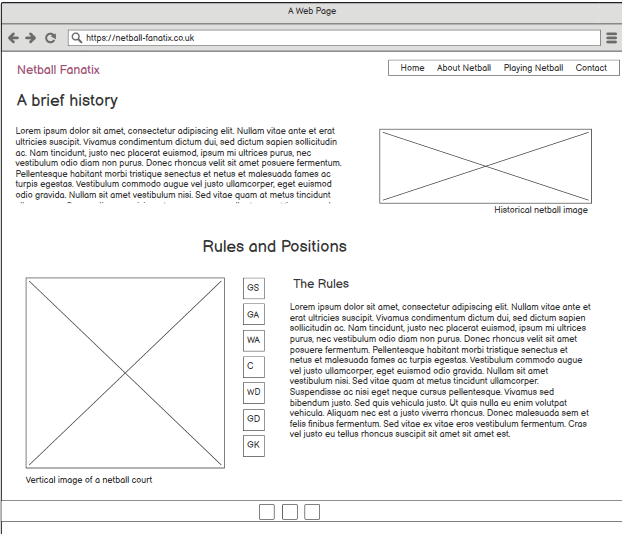 A Web Page
https://netball-fanatix.co.uk
Netball Fanatix
Home About Netball Playing Netball Contact
A brief history
Lorem ipsum dolor sit amet, consectetur adipiscing elit. Nullam vitae ante et erat
ultricies suscipit. Vivamus condimentum dictum dui, sed dictum sapien sollicitudin
ac. Nam tincidunt, justo nec placerat euismod, ipsum mi ultrices purus, nec
vestibulum odio diam non purus. Donec rhoncus velit sit amet posuere fermentum.
Pellentesque habitant morbi tristique senectus et netus et malesuada fames ac
turpis egestas. Vestibulum commodo augue vel justo ullamcorper, eget euismod
odio gravida. Nullam sit amet vestibulum nisi. Sed vitae quam at metus tincidunt
Historical netball image
Rules and Positions
GS
GA
WA
C
WD
GD
GK
Vertical image of a netball court
The Rules
Lorem ipsum dolor sit amet, consectetur adipiscing elit. Nullam vitae ante et
erat ultricies suscipit. Vivamus condimentum dictum dui, sed dictum sapien
sollicitudin ac. Nam tincidunt, justo nec placerat euismod, ipsum mi ultrices
purus, nec vestibulum odio diam non purus. Donec rhoncus velit sit amet
posuere fermentum. Pellentesque habitant morbi tristique senectus et
netus et malesuada fames ac turpis egestas. Vestibulum commodo augue
vel justo ullamcorper, eget euismod odio gravida. Nullam sit amet
vestibulum nisi. Sed vitae quam at metus tincidunt ullamcorper.
Suspendisse ac nisi eget neque cursus pellentesque. Vivamus sed
bibendum justo. Sed quis vehicula justo. Ut quis nulla eu enim volutpat
vehicula. Aliquam nec est a justo viverra rhoncus. Donec malesuada sem et
felis finibus fermentum. Sed vitae ex vitae eros vestibulum fermentum. Cras
vel justo eu tellus rhoncus suscipit sit amet sit amet est.